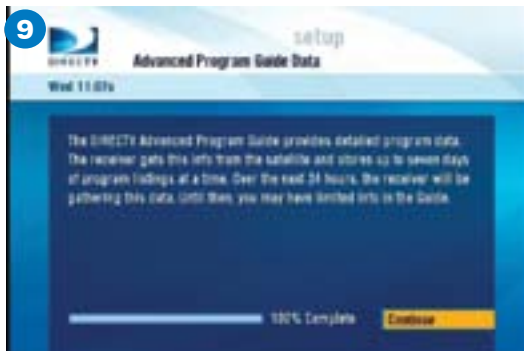 9
setup
DIRECTV
Advanced Program Guide Data
Wed 11:07a
The DIRECTV Advanced Program Guide provides detailed program data.
The receiver gets this info from the satellite and stores up to seven days
of program listings at a time. Over the next 24 hours, the receiver will be
gathering this data. Until then, you may have limited info in the Guide.
100% Complete
Continue